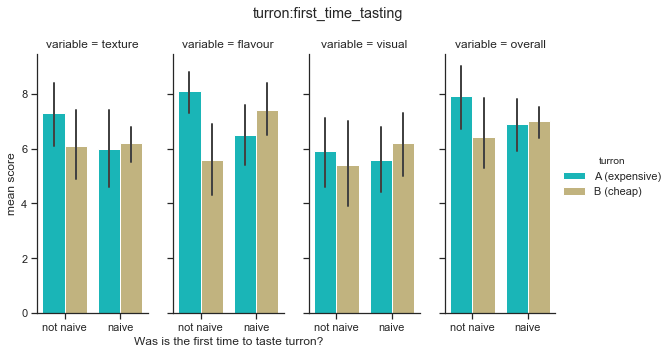 turron:first_time_tasting
variable = texture
variable = flavour
variable = visual
variable = overall
mean score
8
6
4
2
0
not naive
naive
not naive
naive
not naive
naive
not naive
naive
Was is the first time to taste turron?
turron
A (expensive)
B (cheap)